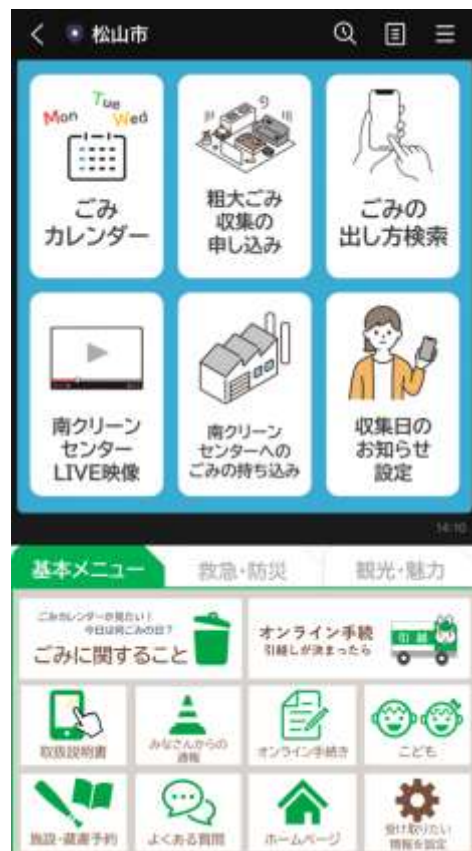 松山市
Mon Tue Wed
ごみ
カレンダー
粗大ごみ
収集の
申し込み
ごみの
出し方検索
南クリーン
センター
LIVE映像
南クリーン
センターへの
ごみの持ち込み
収集日の
お知らせ
設定
14:10
基本メニュー
救急・防災
観光・魅力
ごみカレンダーが見たい！
今日は何ごみの日？
ごみに関すること
オンライン手続
引越しが決まったら
引越
取扱説明書
みなさんからの
通報
オンライン手続き
こども
施設・蔵書予約
よくある質問
ホームページ
受け取りたい
情報を設定